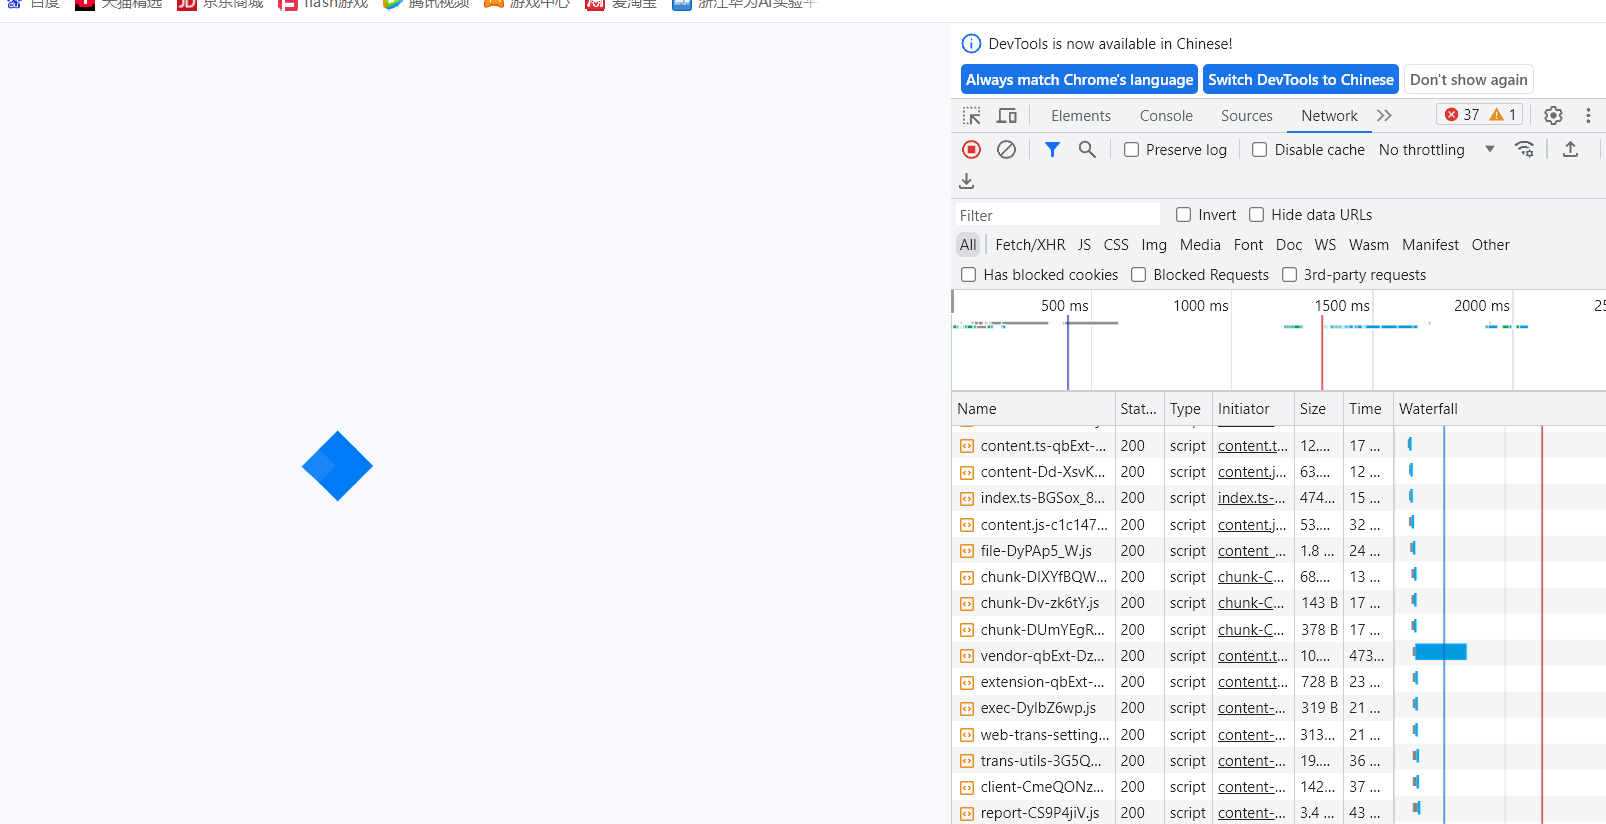 百度 天猫精选 JD 京东商城 flash游戏 腾讯视频 游戏中心 爱淘宝
DevTools is now available in Chinese!
Always match Chrome's language Switch DevTools to Chinese Don't show again
Elements Console Sources Network 37 1
Preserve log Disable cache No throttling
Filter Invert Hide data URLs
All Fetch/XHR JS CSS Img Media Font Doc WS Wasm Manifest Other
Has blocked cookies Blocked Requests 3rd-party requests
500 ms 1000 ms 1500 ms 2000 ms 25
Name Stat... Type Initiator Size Time Waterfall
content.ts-qbExt-... 200 script content.t... 12.... 17 ...
content-Dd-XsvK... 200 script content.j... 63.... 12 ...
index.ts-BGSox_8... 200 script index.ts-... 474... 15 ...
content.js-c1c147... 200 script content.j... 53.... 32 ...
file-DyPAp5_W.js 200 script content_... 1.8 ... 24 ...
chunk-DIXYfBQW... 200 script chunk-C... 68.... 13 ...
chunk-Dv-zk6tY.js 200 script chunk-C... 143 B 17 ...
chunk-DUmYEgR... 200 script chunk-C... 378 B 17 ...
vendor-qbExt-Dz... 200 script content.t... 10.... 473...
extension-qbExt-... 200 script content.t... 728 B 23 ...
exec-DylbZ6wp.js 200 script content-... 319 B 21 ...
web-trans-setting... 200 script content-... 313... 21 ...
trans-utils-3G5Q... 200 script content-... 19.... 36 ...
client-CmeQONz... 200 script content-... 142... 37 ...
report-CS9P4jiV.js 200 script content-... 3.4 ... 43 ...